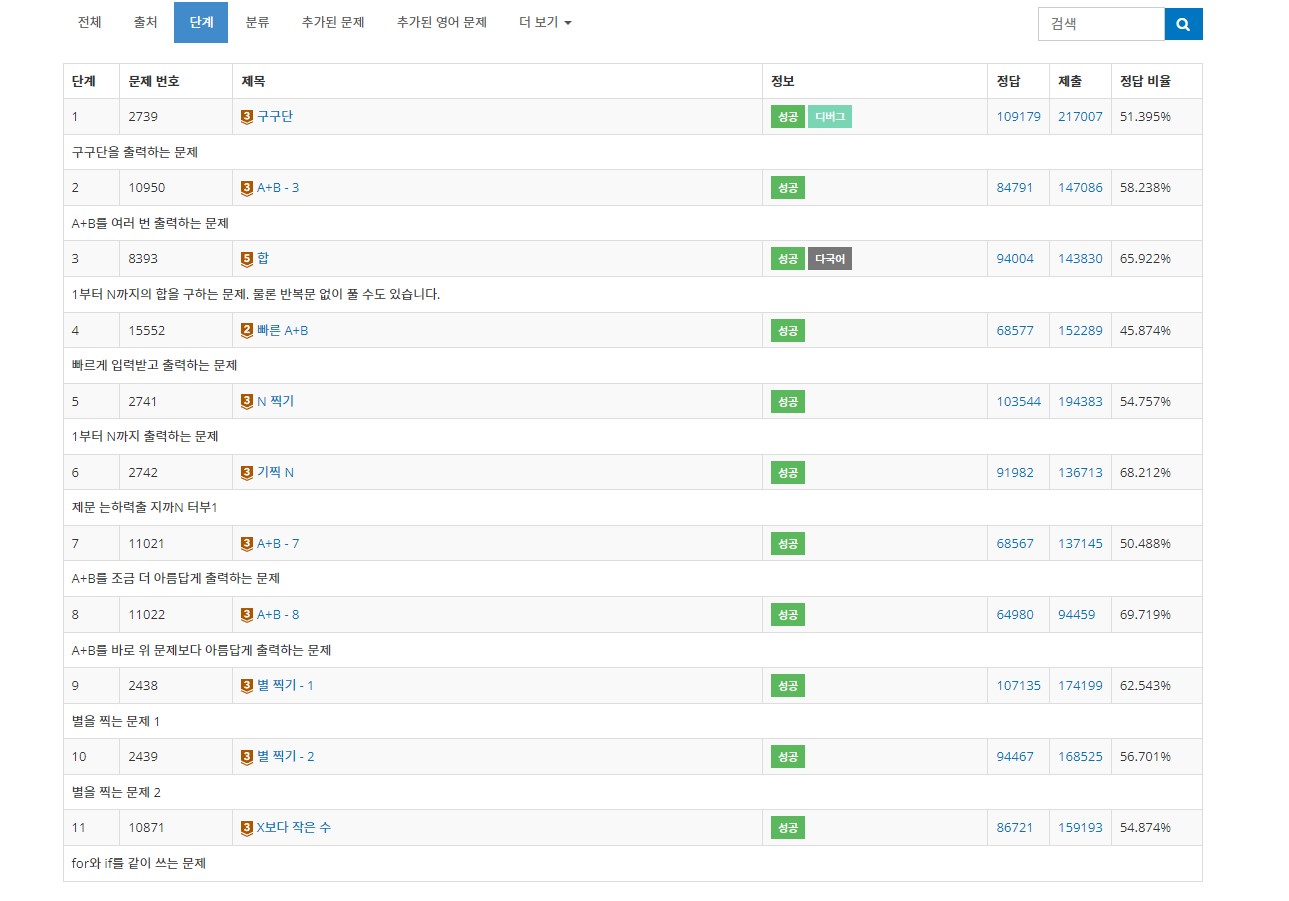 전체 출처 단계 분류 추가된 문제 추가된 영어 문제 더 보기 검색
단계 문제 번호 제목 정보 정답 제출 정답 비율
1 2739 3 구구단 성공 디버그 109179 217007 51.395%
구구단을 출력하는 문제
2 10950 3 A+B - 3 성공 84791 147086 58.238%
A+B를 여러 번 출력하는 문제
3 8393 5 합 성공 다국어 94004 143830 65.922%
1부터 N까지의 합을 구하는 문제. 물론 반복문 없이 풀 수도 있습니다.
4 15552 2 빠른 A+B 성공 68577 152289 45.874%
빠르게 입력받고 출력하는 문제
5 2741 3 N 찍기 성공 103544 194383 54.757%
1부터 N까지 출력하는 문제
6 2742 3 기찍 N 성공 91982 136713 68.212%
제문 는하력출 지까N 터부1
7 11021 3 A+B - 7 성공 68567 137145 50.488%
A+B를 조금 더 아름답게 출력하는 문제
8 11022 3 A+B - 8 성공 64980 94459 69.719%
A+B를 바로 위 문제보다 아름답게 출력하는 문제
9 2438 3 별 찍기 - 1 성공 107135 174199 62.543%
별을 찍는 문제 1
10 2439 3 별 찍기 - 2 성공 94467 168525 56.701%
별을 찍는 문제 2
11 10871 3 X보다 작은 수 성공 86721 159193 54.874%
for와 if를 같이 쓰는 문제